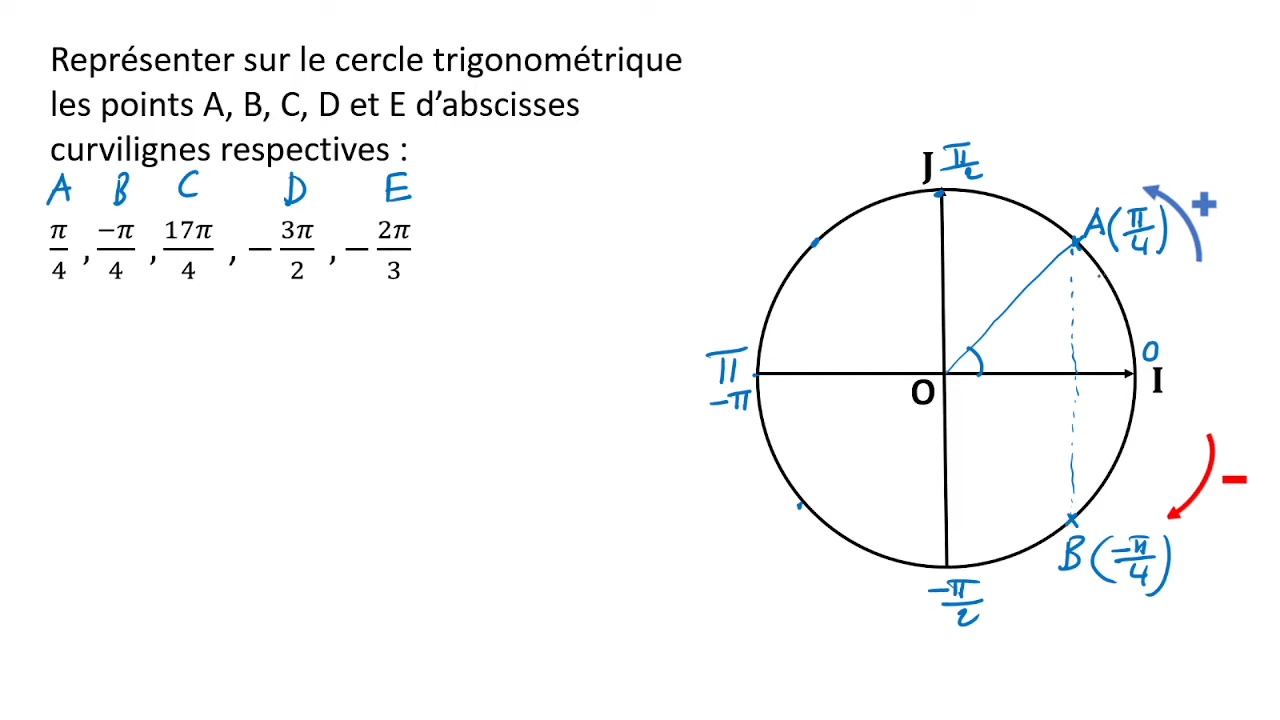 Représenter sur le cercle trigonométrique
les points A, B, C, D et E d’abscisses
curvilignes respectives :
A B C D E
π/4 , −π/4 , 17π/4 , −3π/2 , −2π/3
J π/2
+
A(π/4)
0
π
I
−π
O
−
B(−π/4)
−π/2